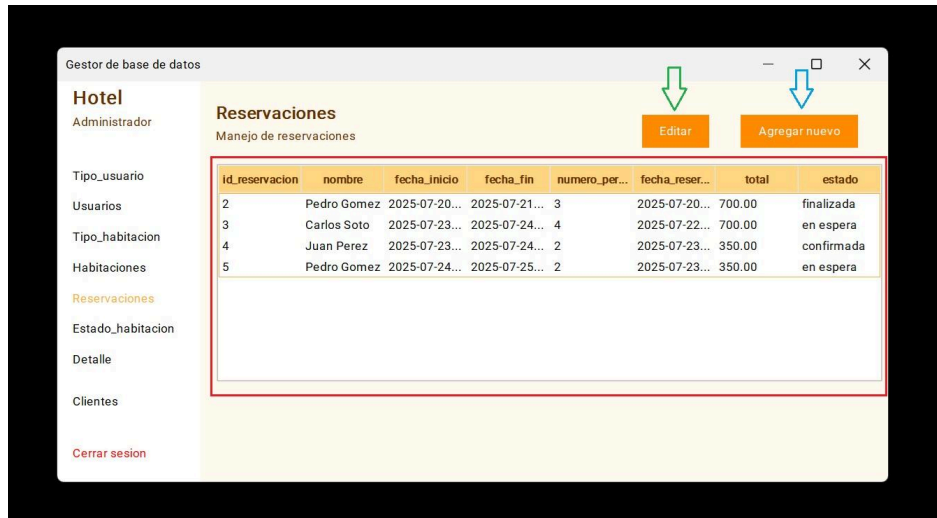 Gestor de base de datos
Hotel
Administrador
Tipo_usuario
Usuarios
Tipo_habitacion
Habitaciones
Reservaciones
Estado_habitacion
Detalle
Clientes
Cerrar sesion
Reservaciones
Manejo de reservaciones
Editar
Agregar nuevo
id_reservacion nombre fecha_inicio fecha_fin numero_per... fecha_reser... total estado
2 Pedro Gomez 2025-07-20... 2025-07-21... 3 2025-07-20... 700.00 finalizada
3 Carlos Soto 2025-07-23... 2025-07-24... 4 2025-07-22... 700.00 en espera
4 Juan Perez 2025-07-23... 2025-07-24... 2 2025-07-23... 350.00 confirmada
5 Pedro Gomez 2025-07-24... 2025-07-25... 2 2025-07-23... 350.00 en espera